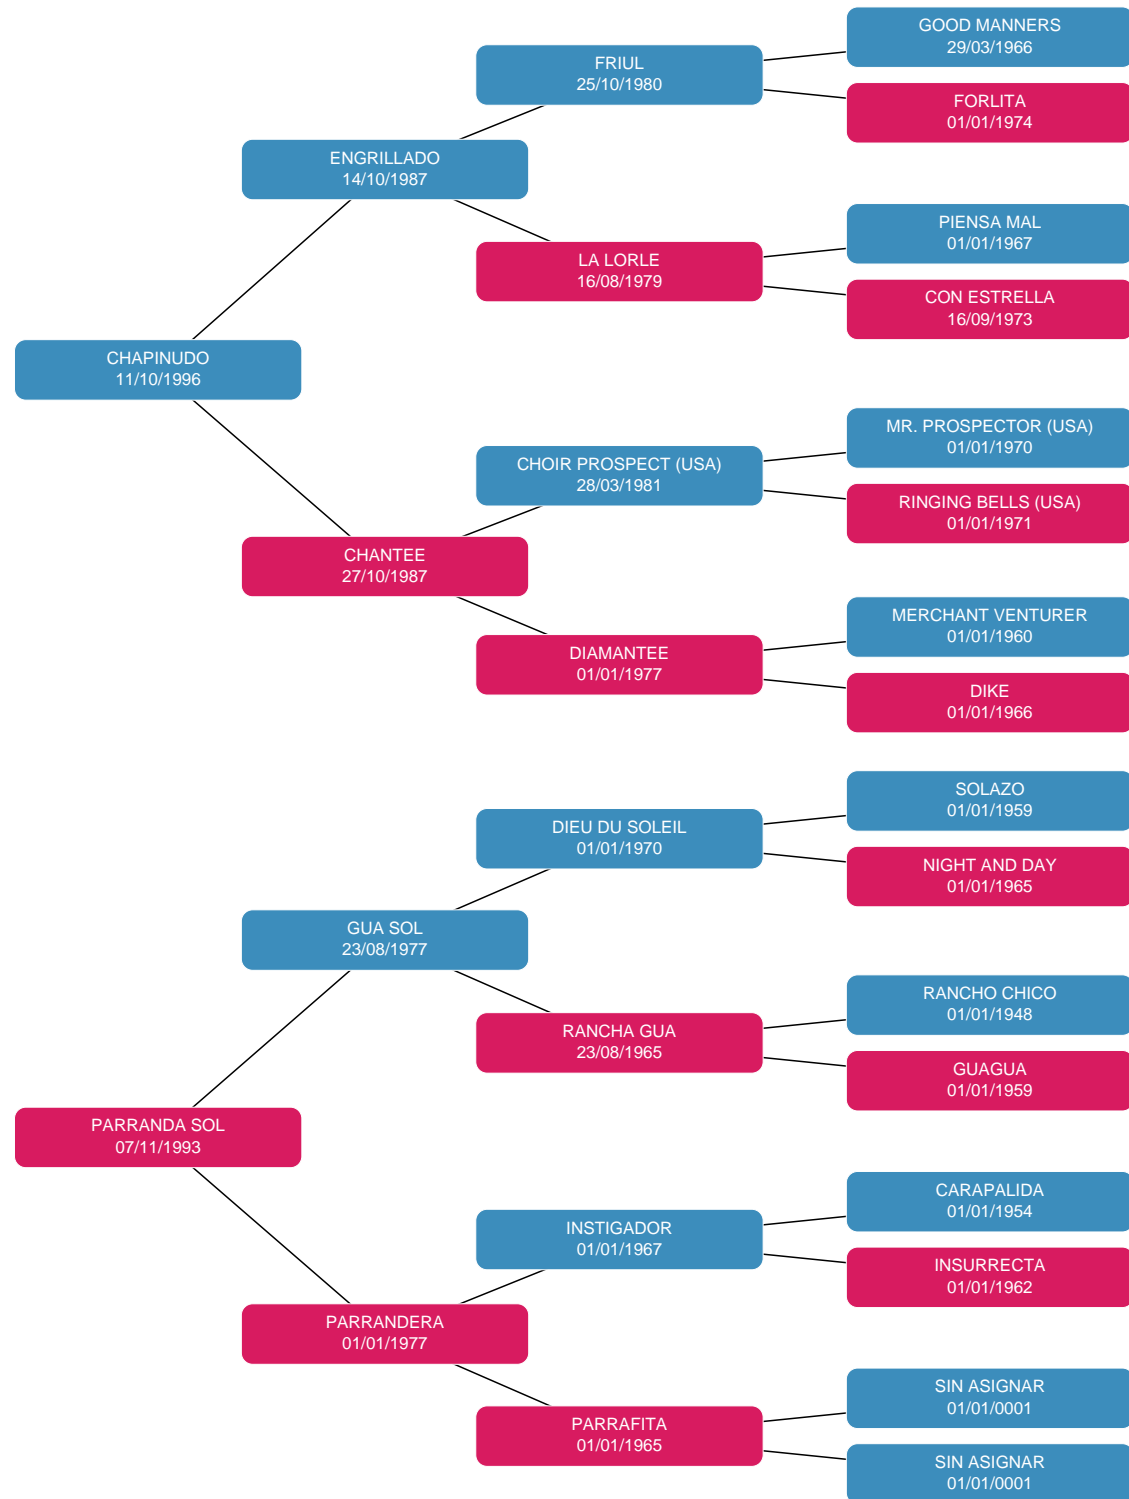 GOOD MANNERS
29/03/1966
FRIUL
25/10/1980
FORLITA
01/01/1974
ENGRILLADO
14/10/1987
PIENSA MAL
01/01/1967
LA LORLE
16/08/1979
CON ESTRELLA
16/09/1973
CHAPINUDO
11/10/1996
MR. PROSPECTOR (USA)
01/01/1970
CHOIR PROSPECT (USA)
28/03/1981
RINGING BELLS (USA)
01/01/1971
CHANTEE
27/10/1987
MERCHANT VENTURER
01/01/1960
DIAMANTEE
01/01/1977
DIKE
01/01/1966
SOLAZO
01/01/1959
DIEU DU SOLEIL
01/01/1970
NIGHT AND DAY
01/01/1965
GUA SOL
23/08/1977
RANCHO CHICO
01/01/1948
RANCHA GUA
23/08/1965
GUAGUA
01/01/1959
PARRANDA SOL
07/11/1993
CARAPALIDA
01/01/1954
INSTIGADOR
01/01/1967
INSURRECTA
01/01/1962
PARRANDERA
01/01/1977
SIN ASIGNAR
01/01/0001
PARRAFITA
01/01/1965
SIN ASIGNAR
01/01/0001